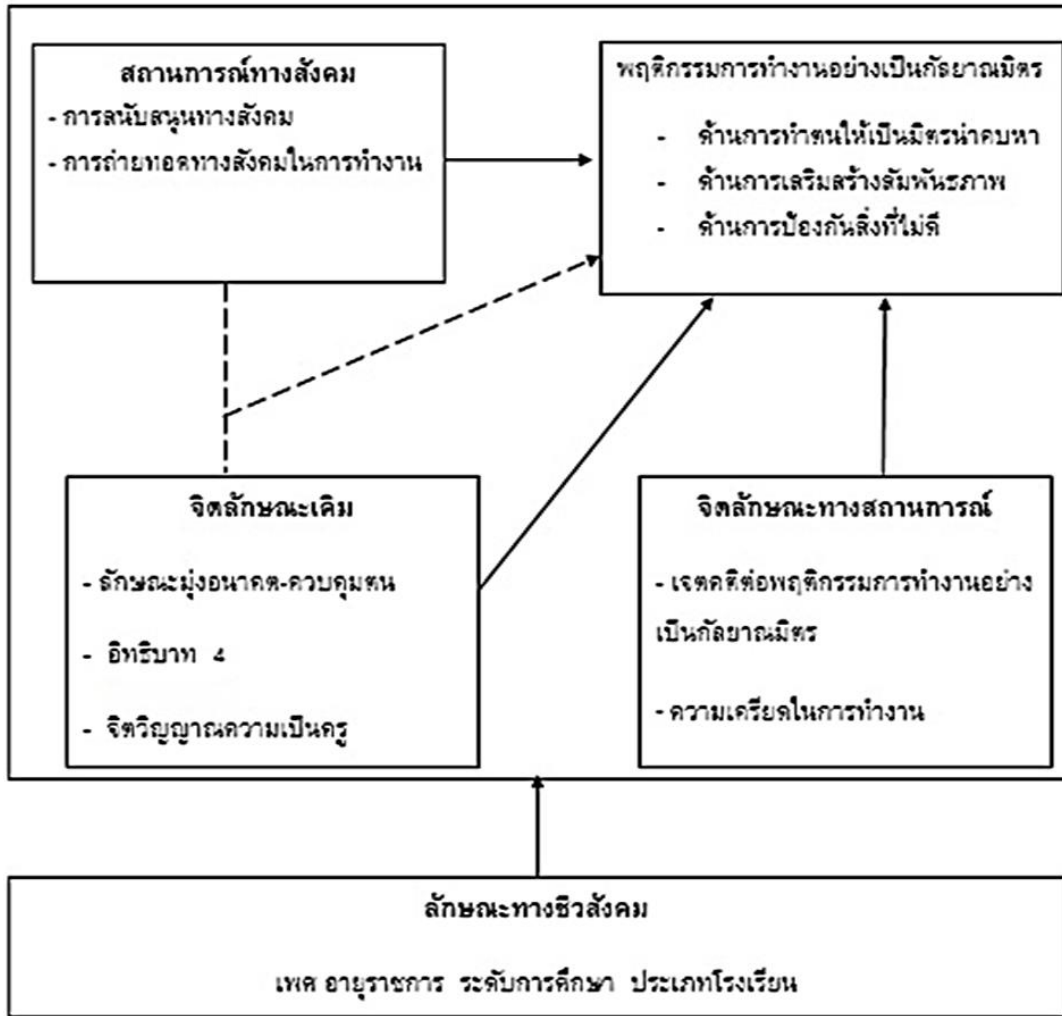 สถานการณ์ทางสังคม
- การสนับสนุนทางสังคม
- การถ่ายทอดทางสังคมในการทำงาน
พฤติกรรมการทำงานอย่างเป็นกัลยาณมิตร
- ด้านการทำตนให้เป็นมิตรน่าคบหา
- ด้านการเสริมสร้างสัมพันธภาพ
- ด้านการป้องกันสิ่งที่ไม่ดี
จิตลักษณะเดิม
- ลักษณะมุ่งอนาคต-ควบคุมตน
- อิทธิบาท 4
- จิตวิญญาณความเป็นครู
จิตลักษณะทางสถานการณ์
- เจตคติต่อพฤติกรรมการทำงานอย่าง
เป็นกัลยาณมิตร
- ความเครียดในการทำงาน
ลักษณะทางชีวสังคม
เพศ อายุราชการ ระดับการศึกษา ประเภทโรงเรียน